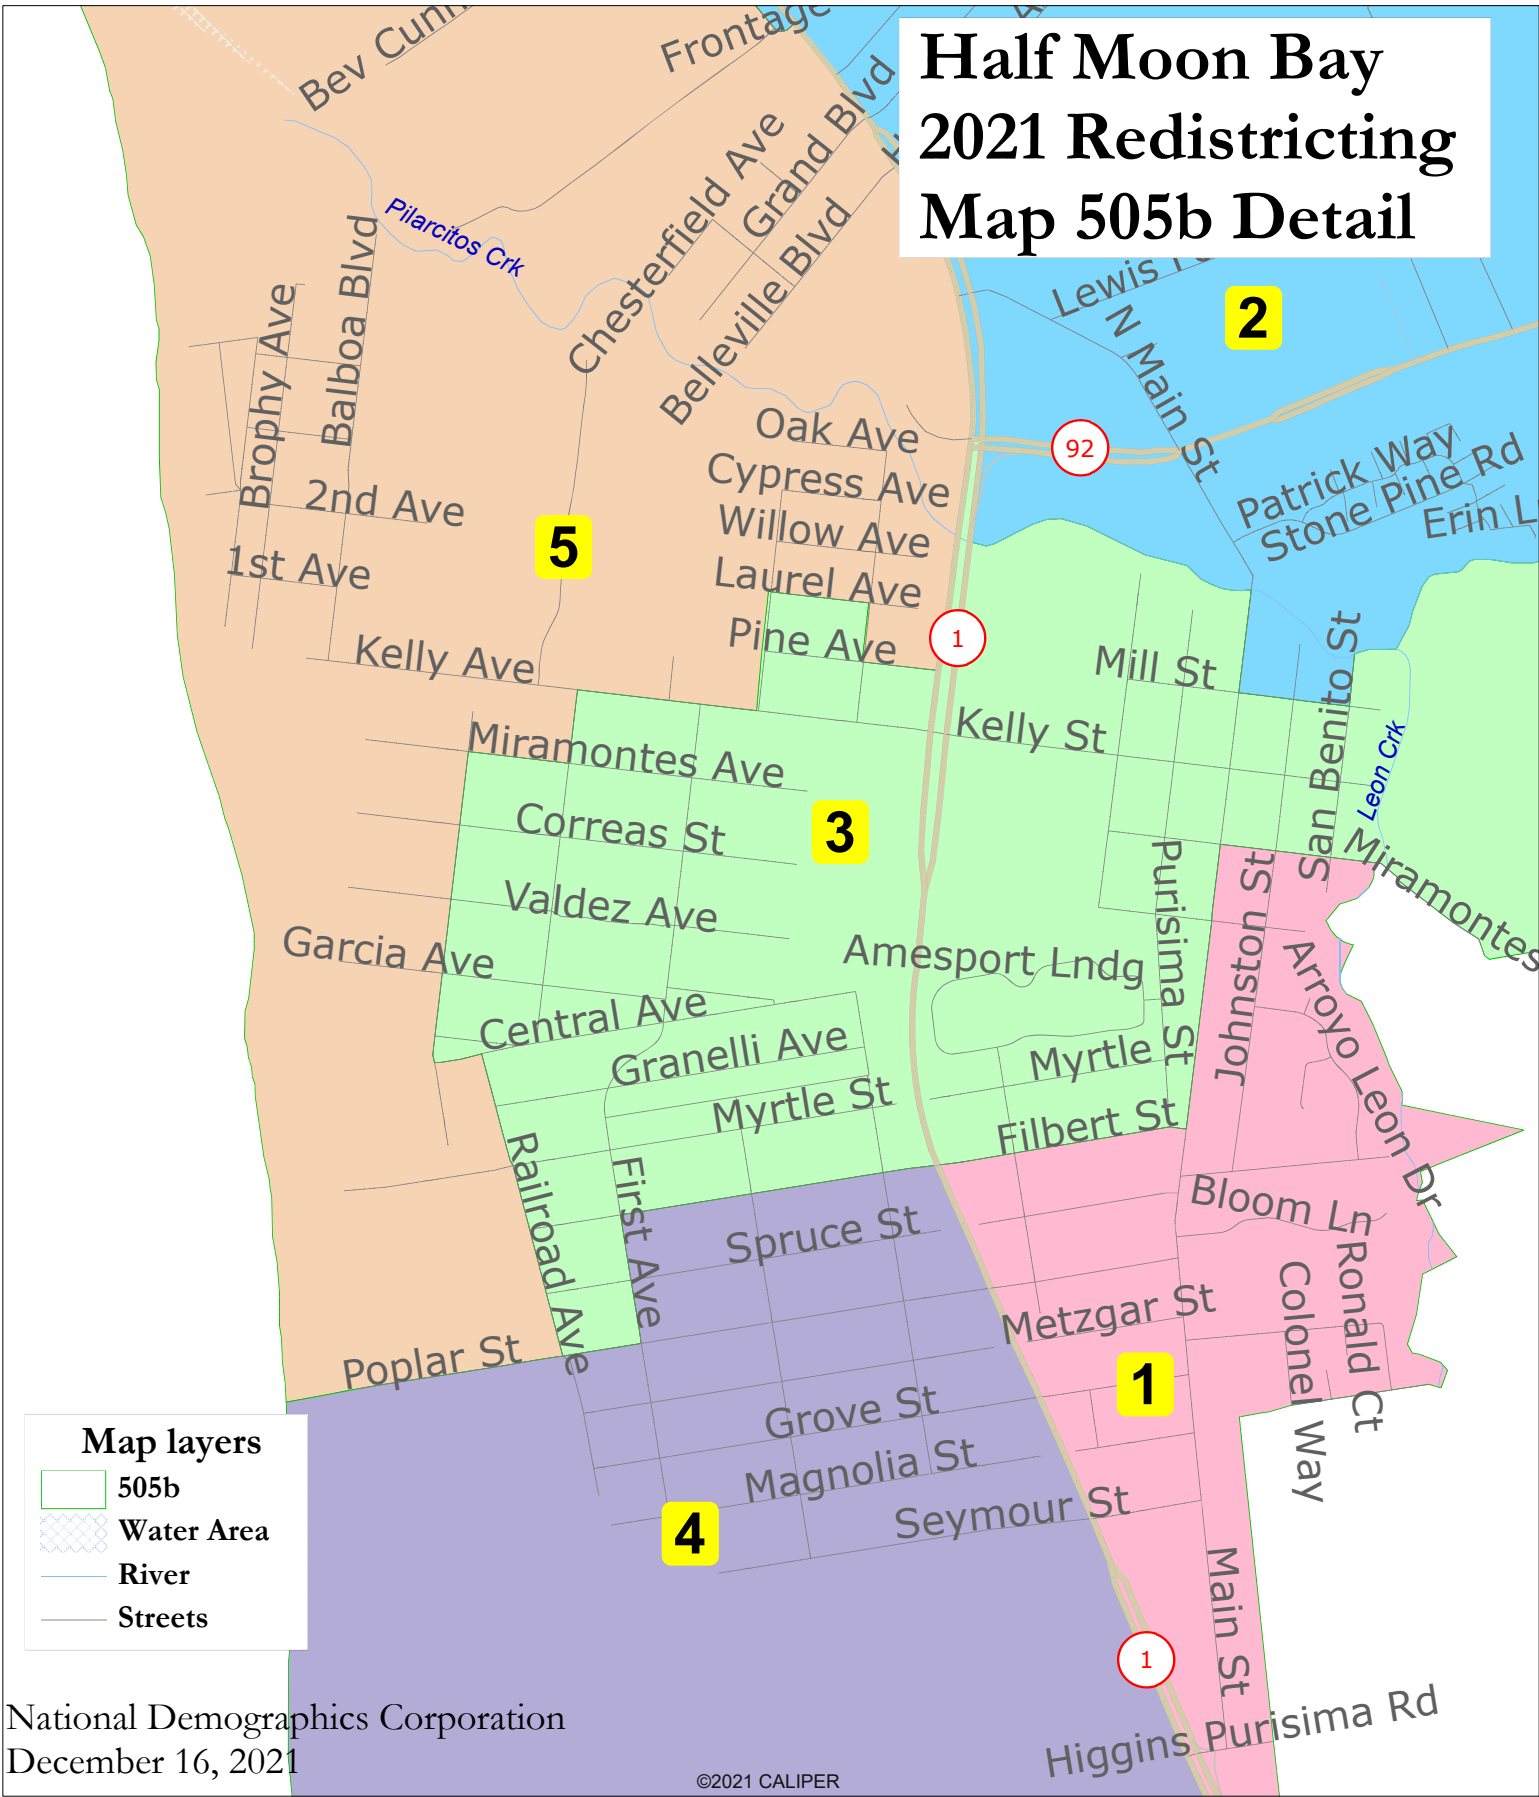 Half Moon Bay
2021 Redistricting
Map 505b Detail
Bev
Frontage
Grand Blvd
Chesterfield Ave
Belleville Blvd
Pilarcitos Crk
Balboa Blvd
Brophy Ave
Lewis
N Main St
2
92
Oak Ave
Cypress Ave
Willow Ave
Laurel Ave
Pine Ave
Patrick Way
Stone Pine Rd
Erin
2nd Ave
1st Ave
5
1
Kelly Ave
Mill St
Kelly St
San Benito St
Leon Crk
Miramontes Ave
Correas St
3
Miramontes
Valdez Ave
Purisima St
Johnston St
Garcia Ave
Amesport Lndg
Arroyo Leon Dr
Central Ave
Granelli Ave
Myrtle
Myrtle St
Filbert St
Railroad Ave
First Ave
Bloom Ln
Spruce St
Ronald Ct
Colonel Way
Metzgar St
Poplar St
1
Grove St
Magnolia St
Seymour St
4
Main St
1
Higgins Purisima Rd
Map layers
505b
Water Area
River
Streets
National Demographics Corporation
December 16, 2021
©2021 CALIPER